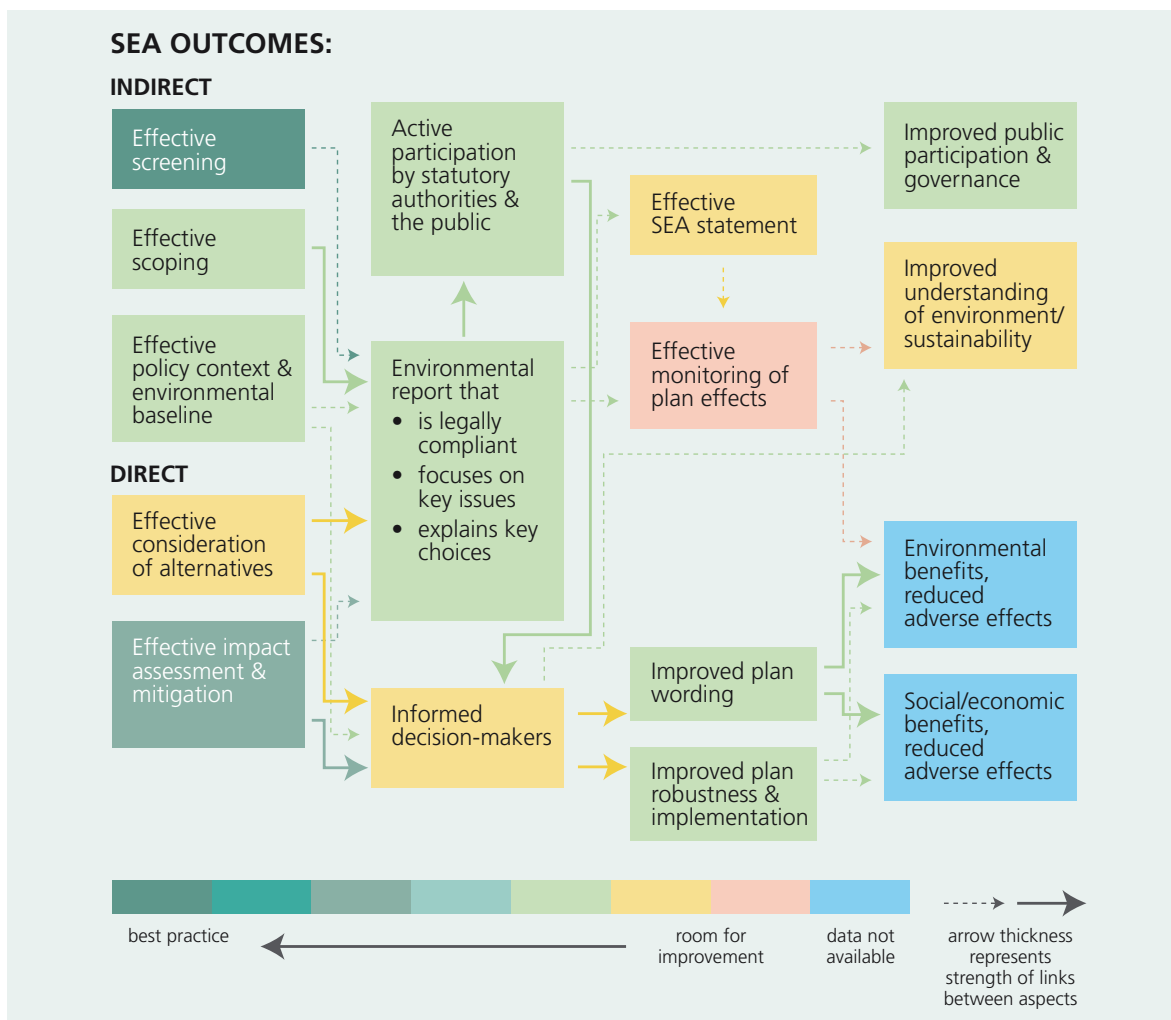 SEA OUTCOMES:
INDIRECT
Effective
screening
Effective
scoping
Effective
policy context &
environmental
baseline
DIRECT
Effective
consideration
of alternatives
Effective impact
assessment &
mitigation
Active
participation
by statutory
authorities &
the public
Environmental
report that
• is legally
compliant
• focuses on
key issues
• explains key
choices
Informed
decision-makers
Effective
SEA statement
Effective
monitoring of
plan effects
Improved plan
wording
Improved plan
robustness &
implementation
Improved public
participation &
governance
Improved
understanding
of environment/
sustainability
Environmental
benefits,
reduced
adverse effects
Social/economic
benefits,
reduced
adverse effects
best practice
room for
improvement
data not
available
arrow thickness
represents
strength of links
between aspects